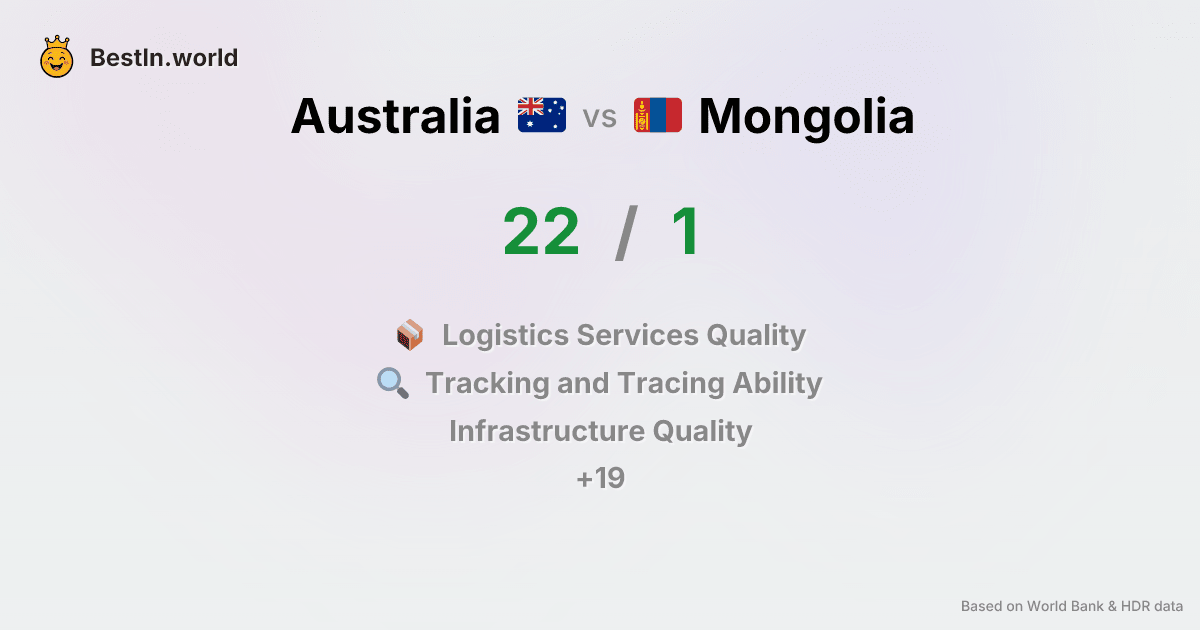 BestIn.world
Australia vs Mongolia
22 / 1
Logistics Services Quality
Tracking and Tracing Ability
Infrastructure Quality
+19
Based on World Bank & HDR data